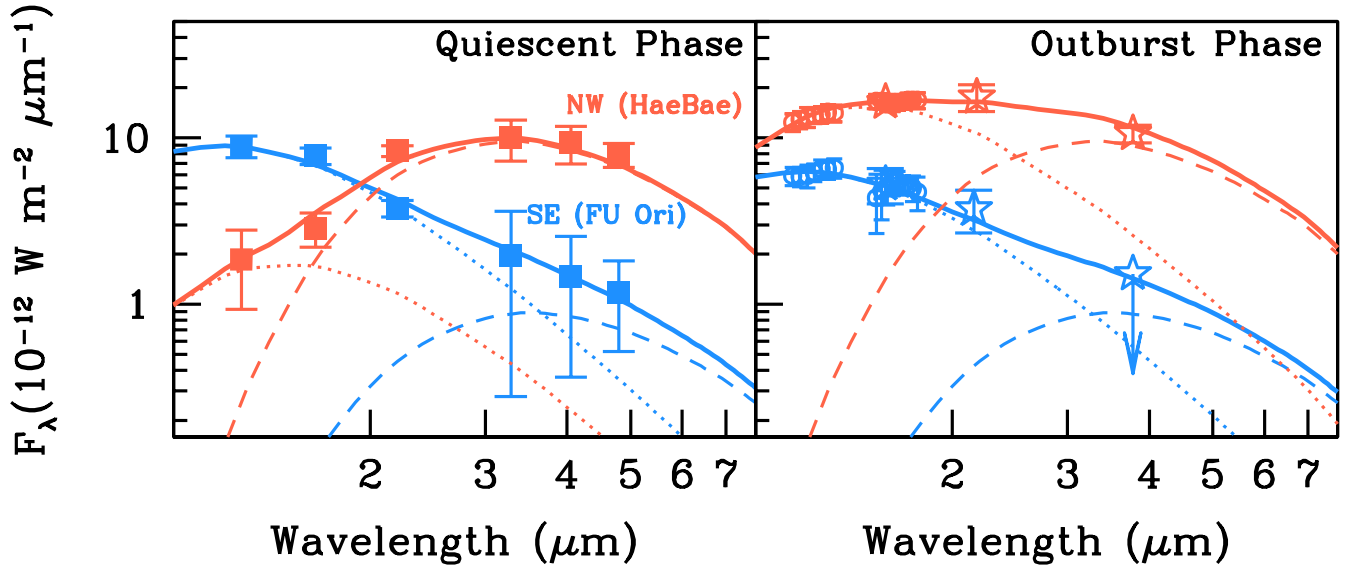 Quiescent Phase
Outburst Phase
NW (HaeBae)
SE (FU Ori)
F_λ(10⁻¹² W m⁻² μm⁻¹)
10
1
2 3 4 5 6 7
2 3 4 5 6 7
Wavelength (μm)
Wavelength (μm)